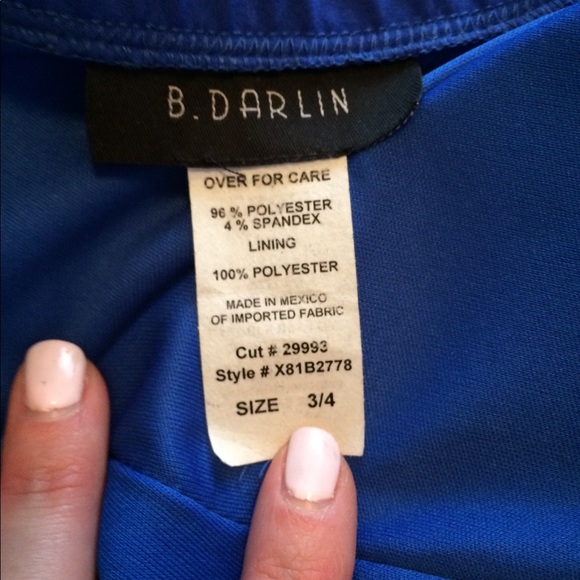 B. DARLIN
OVER FOR CARE
96 % POLYESTER
4 % SPANDEX
LINING
100% POLYESTER
MADE IN MEXICO
OF IMPORTED FABRIC
Cut # 29993
Style # X81B2778
SIZE 3/4